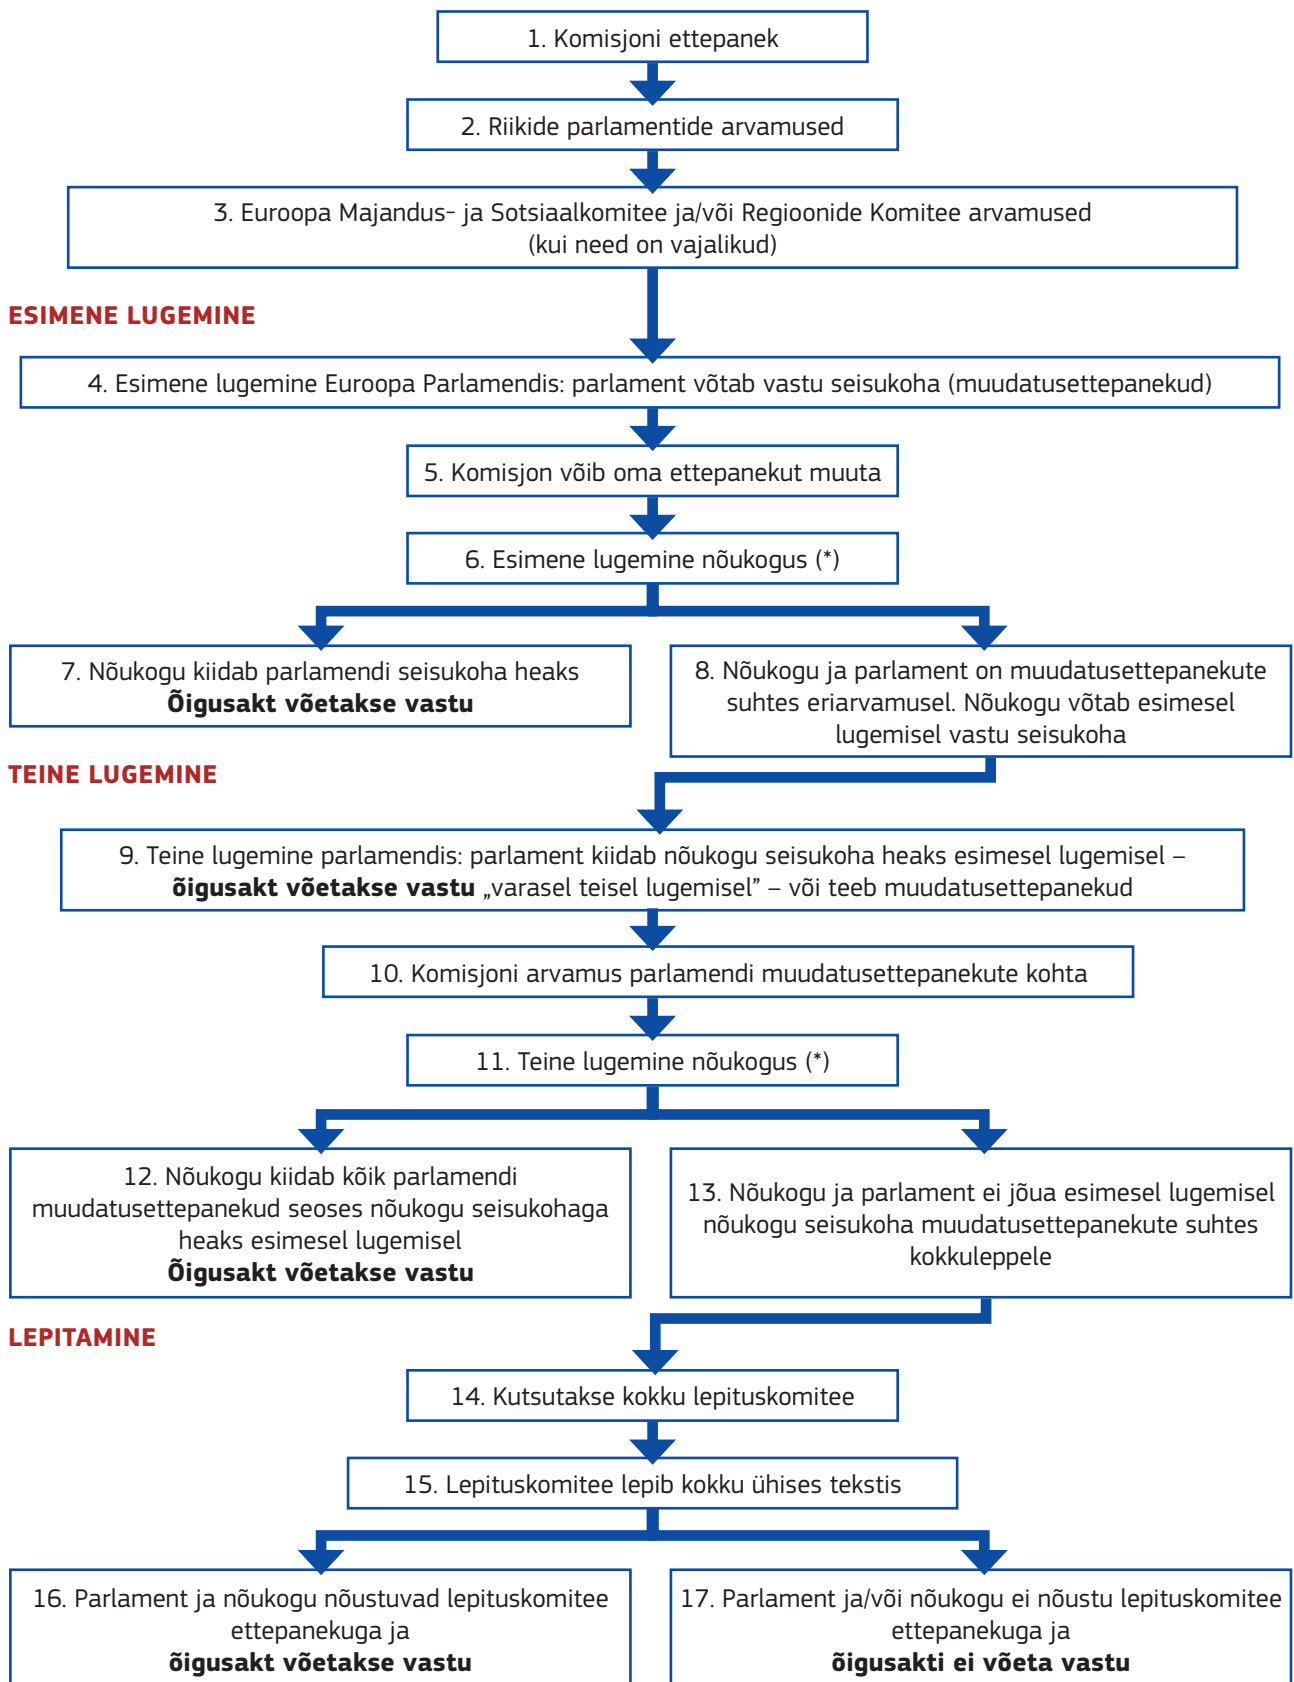 1. Komisjoni ettepanek
2. Riikide parlamentide arvamused
3. Euroopa Majandus- ja Sotsiaalkomitee ja/või Regioonide Komitee arvamused
(kui need on vajalikud)
ESIMENE LUGEMINE
4. Esimene lugemine Euroopa Parlamendis: parlament võtab vastu seisukoha (muudatusettepanekud)
5. Komisjon võib oma ettepanekut muuta
6. Esimene lugemine nõukogus (*)
7. Nõukogu kiidab parlamendi seisukoha heaks
Õigusakt võetakse vastu
8. Nõukogu ja parlament on muudatusettepanekute
suhtes eriarvamusel. Nõukogu võtab esimesel
lugemisel vastu seisukoha
TEINE LUGEMINE
9. Teine lugemine parlamendis: parlament kiidab nõukogu seisukoha heaks esimesel lugemisel –
õigusakt võetakse vastu „varasel teisel lugemisel” – või teeb muudatusettepanekud
10. Komisjoni arvamus parlamendi muudatusettepanekute kohta
11. Teine lugemine nõukogus (*)
12. Nõukogu kiidab kõik parlamendi
muudatusettepanekud seoses nõukogu seisukohaga
heaks esimesel lugemisel
Õigusakt võetakse vastu
13. Nõukogu ja parlament ei jõua esimesel lugemisel
nõukogu seisukoha muudatusettepanekute suhtes
kokkuleppele
LEPITAMINE
14. Kutsutakse kokku lepituskomitee
15. Lepituskomitee lepib kokku ühises tekstis
16. Parlament ja nõukogu nõustuvad lepituskomitee
ettepanekuga ja
õigusakt võetakse vastu
17. Parlament ja/või nõukogu ei nõustu lepituskomitee
ettepanekuga ja
õigusakti ei võeta vastu